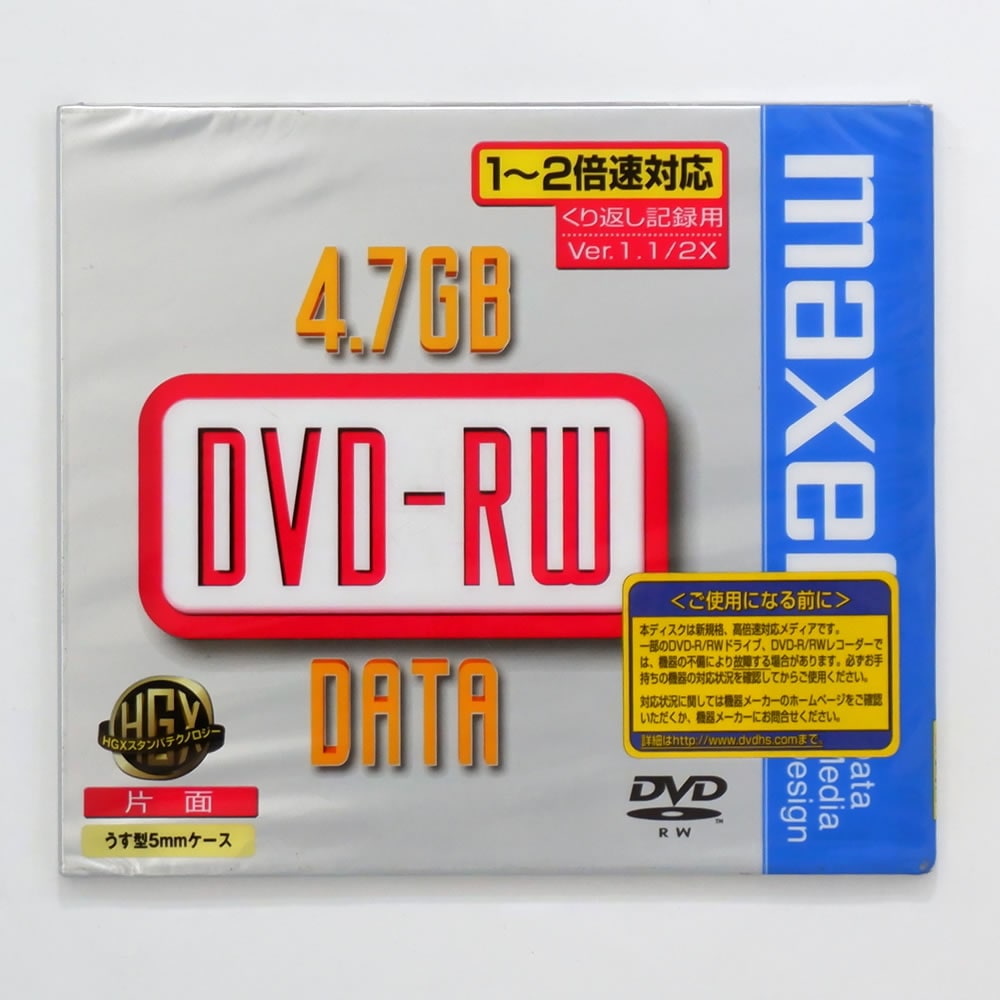 1〜2倍速対応
くり返し記録用
Ver.1.1/2X
4.7GB
DVD-RW
DATA
HGX
HGXスタンパテクノロジー
片面
うす型5mmケース
maxell
＜ご使用になる前に＞
本ディスクは新規格、高倍速対応メディアです。
一部のDVD-R/RWドライブ、DVD-R/RWレコーダーで
は、機器の不備により故障する場合があります。必ずお手
持ちの機器の対応状況を確認してからご使用ください。
対応状況に関しては機器メーカーのホームページをご確認
いただくか、機器メーカーにお問合せください。
詳細はhttp://www.dvdhs.comまで。
DVD
TM
RW
ata
Media
esign